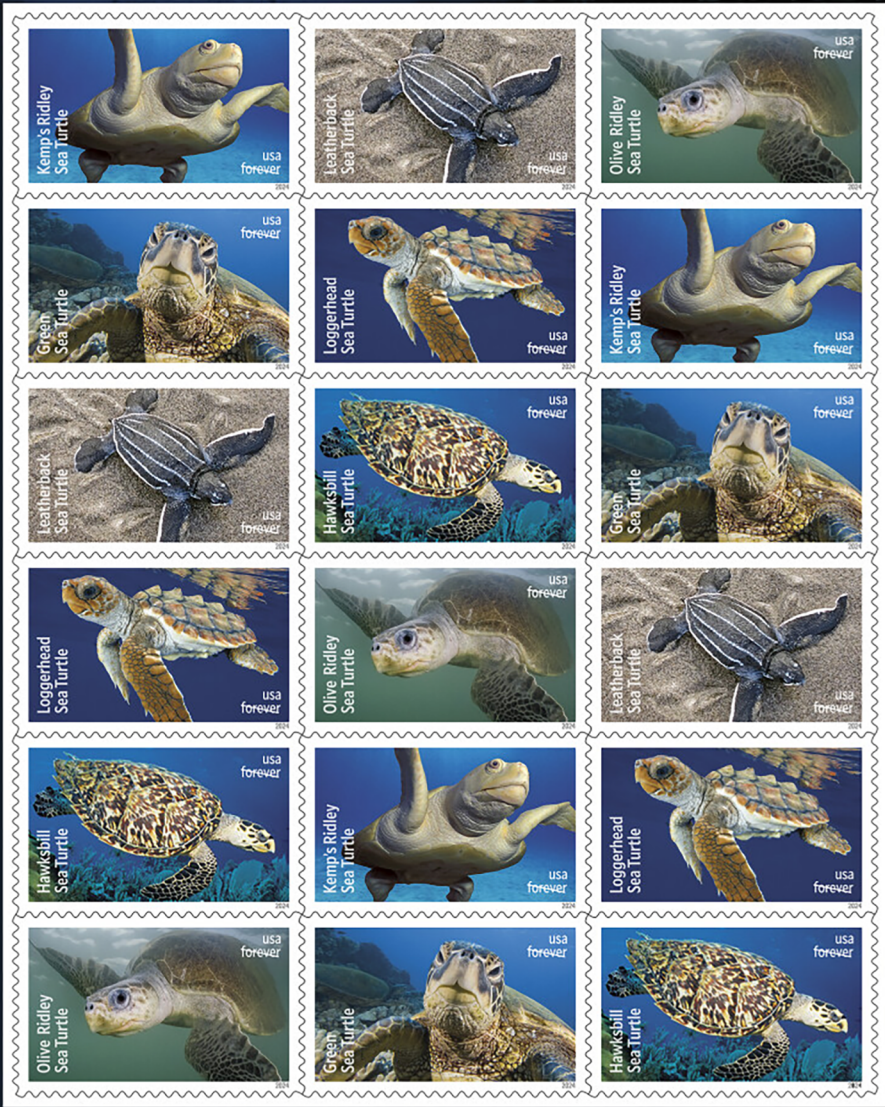 Kemp's Ridley
Sea Turtle
usa
forever
2024
Leatherback
Sea Turtle
usa
forever
2024
Olive Ridley
Sea Turtle
usa
forever
2024
Green
Sea Turtle
usa
forever
2024
Loggerhead
Sea Turtle
usa
forever
2024
Kemp's Ridley
Sea Turtle
usa
forever
2024
Leatherback
Sea Turtle
usa
forever
2024
Hawksbill
Sea Turtle
usa
forever
2024
Green
Sea Turtle
usa
forever
2024
Loggerhead
Sea Turtle
usa
forever
2024
Olive Ridley
Sea Turtle
usa
forever
2024
Leatherback
Sea Turtle
usa
forever
2024
Hawksbill
Sea Turtle
usa
forever
2024
Kemp's Ridley
Sea Turtle
usa
forever
2024
Loggerhead
Sea Turtle
usa
forever
2024
Olive Ridley
Sea Turtle
usa
forever
2024
Green
Sea Turtle
usa
forever
2024
Hawksbill
Sea Turtle
usa
forever
2024